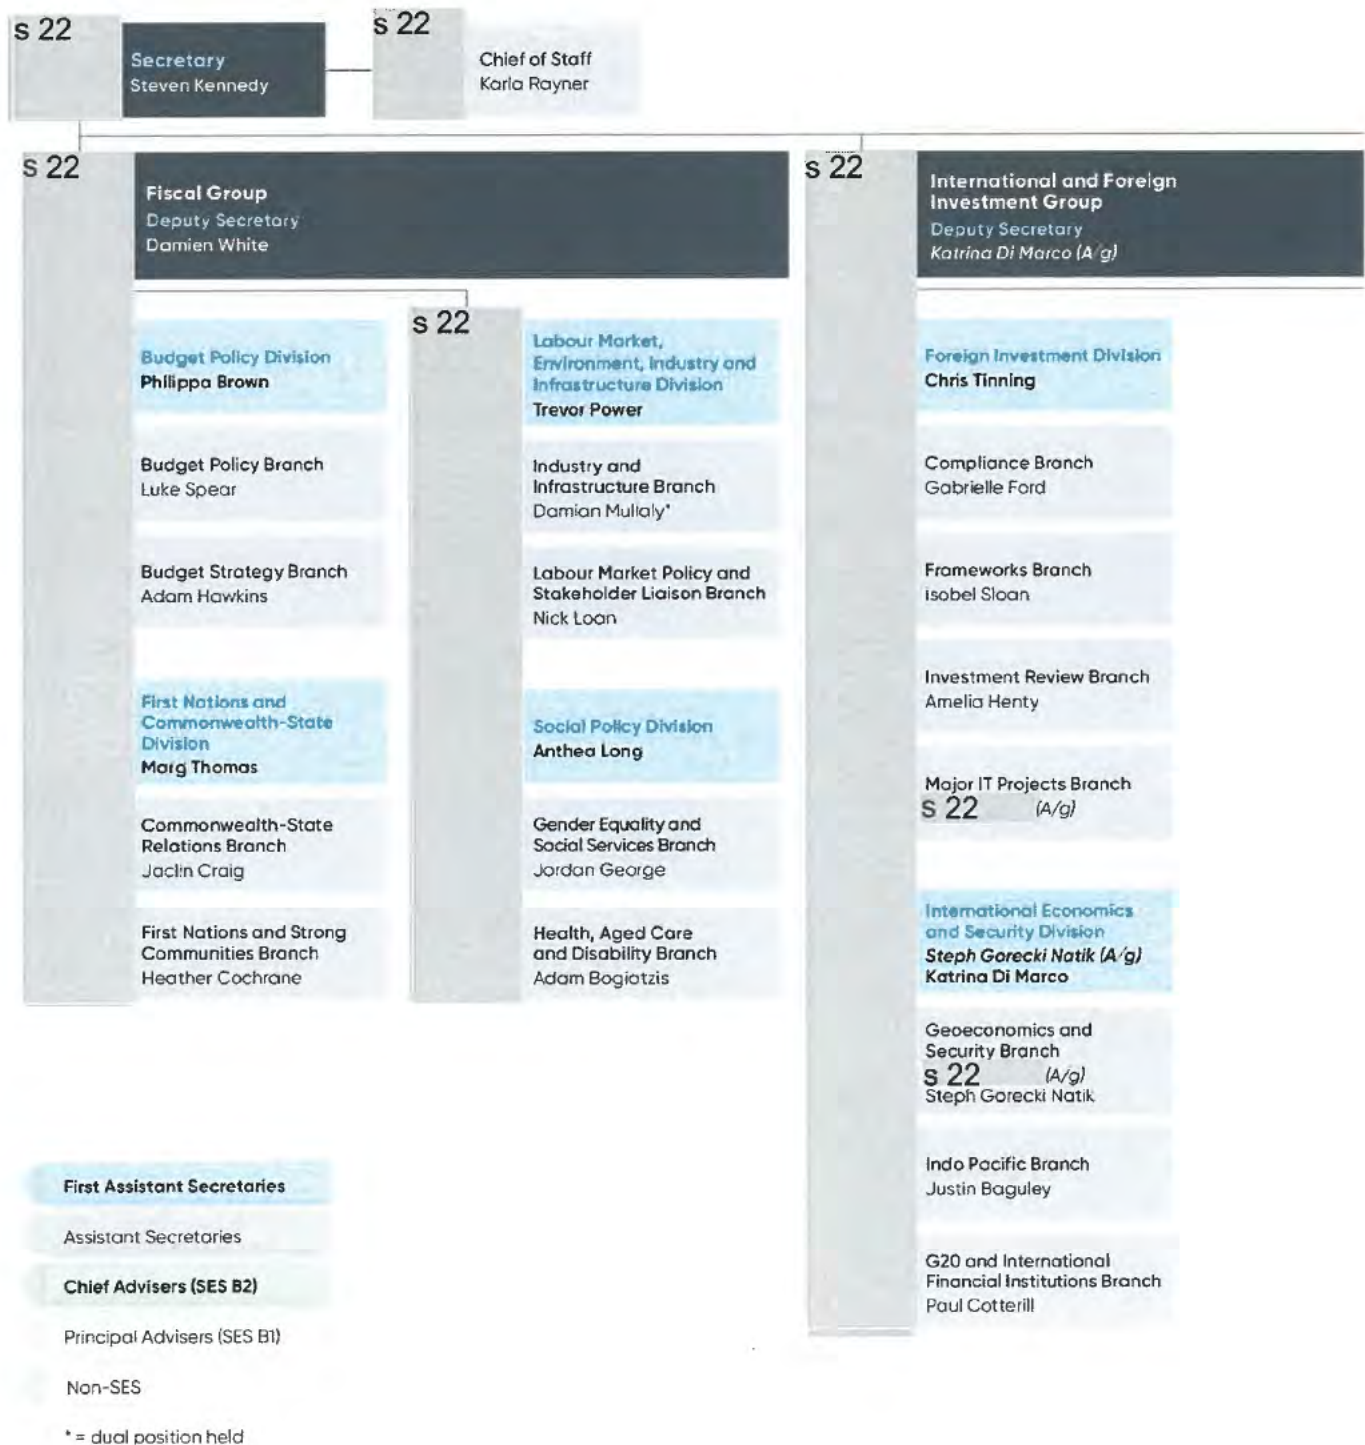 s 22
Secretary
Steven Kennedy
s 22
Chief of Staff
Karla Rayner
s 22
Fiscal Group
Deputy Secretary
Damien White
Budget Policy Division
Philippa Brown
Budget Policy Branch
Luke Spear
Budget Strategy Branch
Adam Hawkins
First Nations and
Commonwealth-State
Division
Marg Thomas
Commonwealth-State
Relations Branch
Jaclin Craig
First Nations and Strong
Communities Branch
Heather Cochrane
s 22
Labour Market,
Environment, Industry and
Infrastructure Division
Trevor Power
Industry and
Infrastructure Branch
Damian Mullaly*
Labour Market Policy and
Stakeholder Liaison Branch
Nick Loan
Social Policy Division
Anthea Long
Gender Equality and
Social Services Branch
Jordan George
Health, Aged Care
and Disability Branch
Adam Bogiatzis
s 22
International and Foreign
Investment Group
Deputy Secretary
Katrina Di Marco (A/g)
Foreign Investment Division
Chris Tinning
Compliance Branch
Gabrielle Ford
Frameworks Branch
Isobel Sloan
Investment Review Branch
Amelia Henty
Major IT Projects Branch
s 22 (A/g)
International Economics
and Security Division
Steph Gorecki Natik (A/g)
Katrina Di Marco
Geoeconomics and
Security Branch
s 22 (A/g)
Steph Gorecki Natik
Indo Pacific Branch
Justin Baguley
G20 and International
Financial Institutions Branch
Paul Cotterill
First Assistant Secretaries
Assistant Secretaries
Chief Advisers (SES B2)
Principal Advisers (SES B1)
Non-SES
* = dual position held